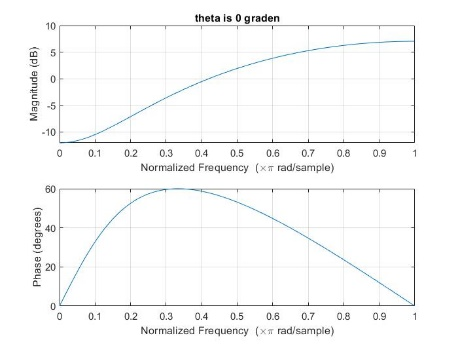 theta is 0 graden
10
5
0
-5
-10
Magnitude (dB)
0 0.1 0.2 0.3 0.4 0.5 0.6 0.7 0.8 0.9 1
Normalized Frequency (×π rad/sample)
60
40
20
0
Phase (degrees)
0 0.1 0.2 0.3 0.4 0.5 0.6 0.7 0.8 0.9 1
Normalized Frequency (×π rad/sample)